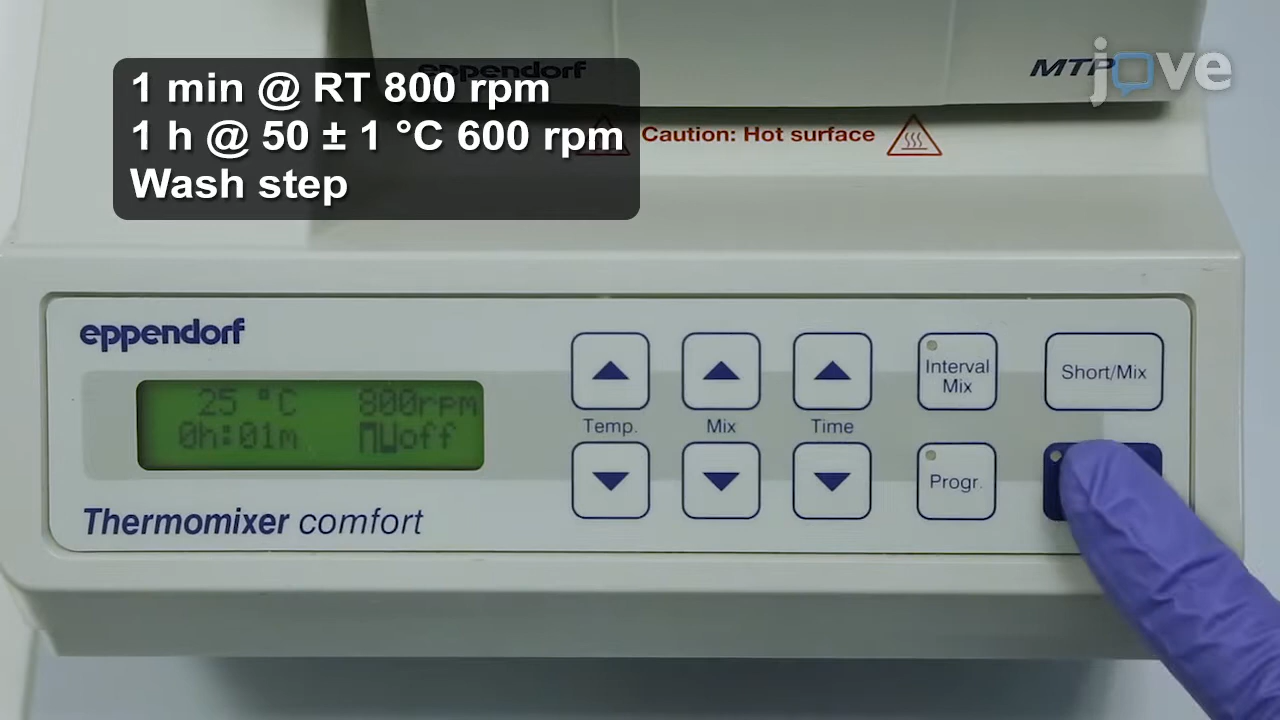 eppendorf
MTP
jove
1 min @ RT 800 rpm
1 h @ 50 ± 1 °C 600 rpm
Wash step
Caution: Hot surface
eppendorf
25 °C 800rpm
0h:01m off
Thermomixer comfort
Temp.
Mix
Time
Interval
Mix
Short/Mix
Progr.